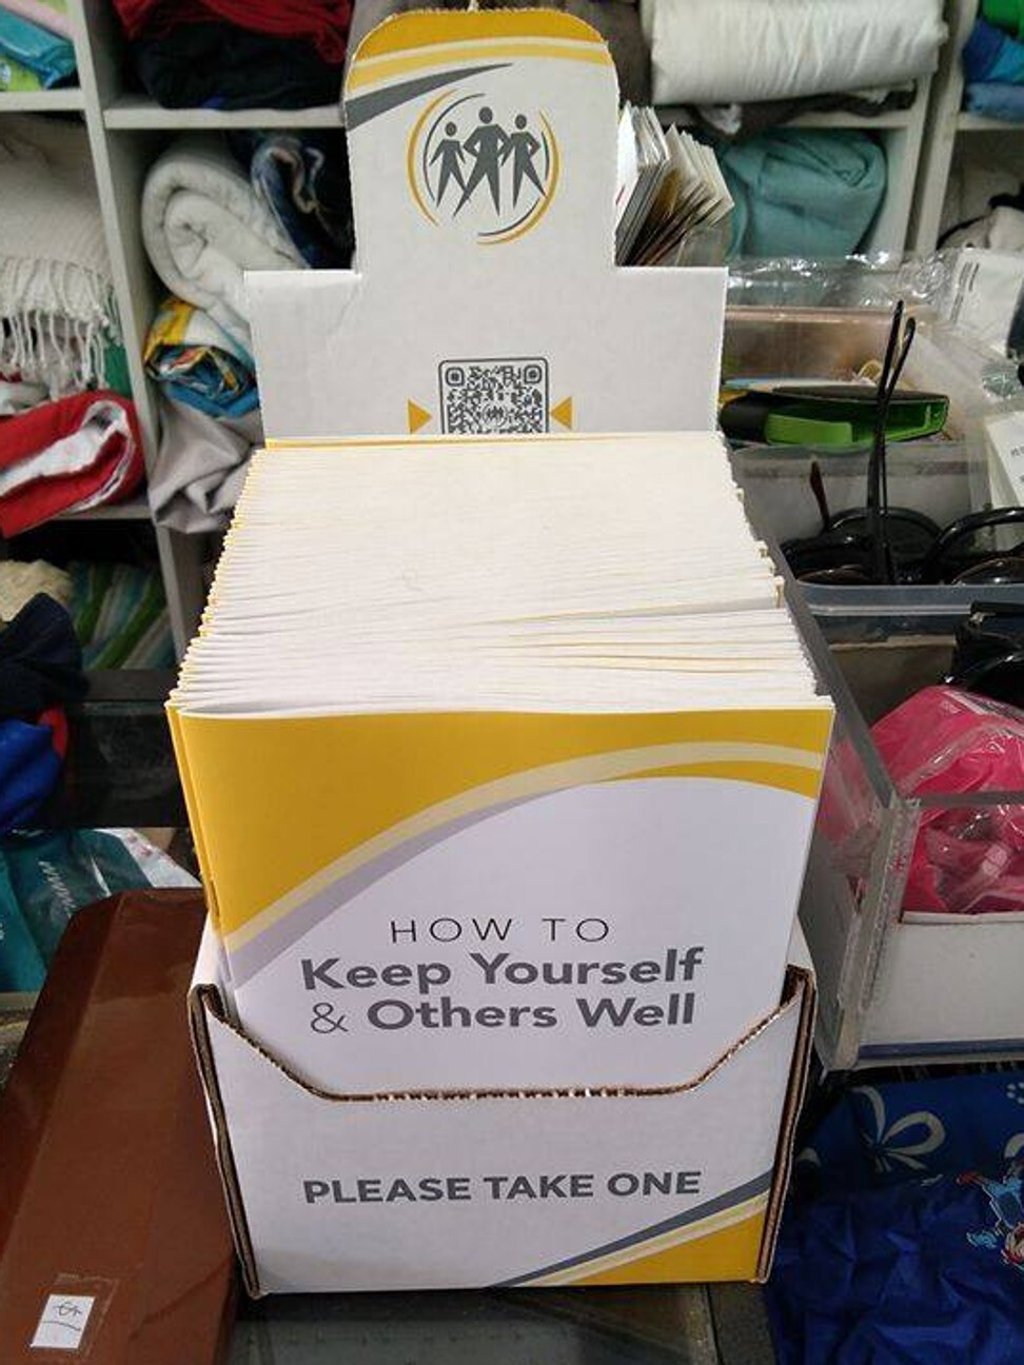 HOW TO
Keep Yourself
& Others Well
PLEASE TAKE ONE